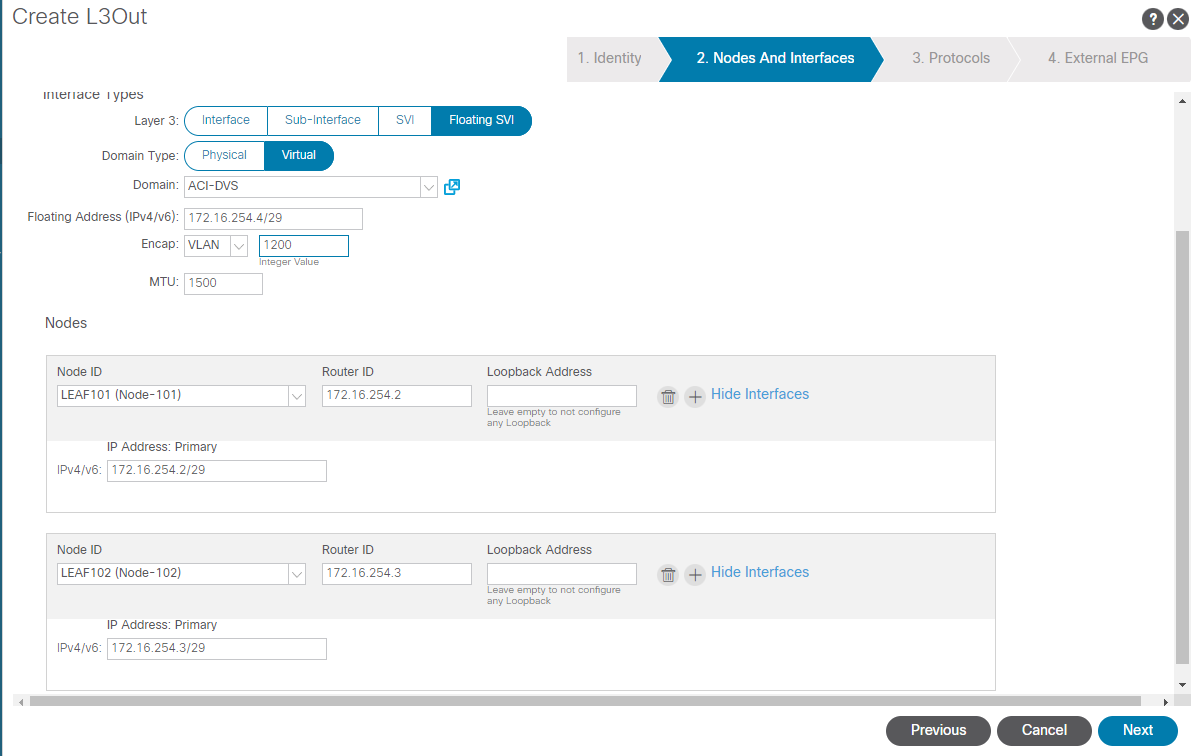 Create L3Out
?
1. Identity 2. Nodes And Interfaces 3. Protocols 4. External EPG
Interface Types
Layer 3: Interface Sub-Interface SVI Floating SVI
Domain Type: Physical Virtual
Domain: ACI-DVS
Floating Address (IPv4/v6): 172.16.254.4/29
Encap: VLAN 1200
Integer Value
MTU: 1500
Nodes
Node ID Router ID Loopback Address
LEAF101 (Node-101) 172.16.254.2 Hide Interfaces
Leave empty to not configure
any Loopback
IP Address: Primary
IPv4/v6: 172.16.254.2/29
Node ID Router ID Loopback Address
LEAF102 (Node-102) 172.16.254.3 Hide Interfaces
Leave empty to not configure
any Loopback
IP Address: Primary
IPv4/v6: 172.16.254.3/29
Previous Cancel Next